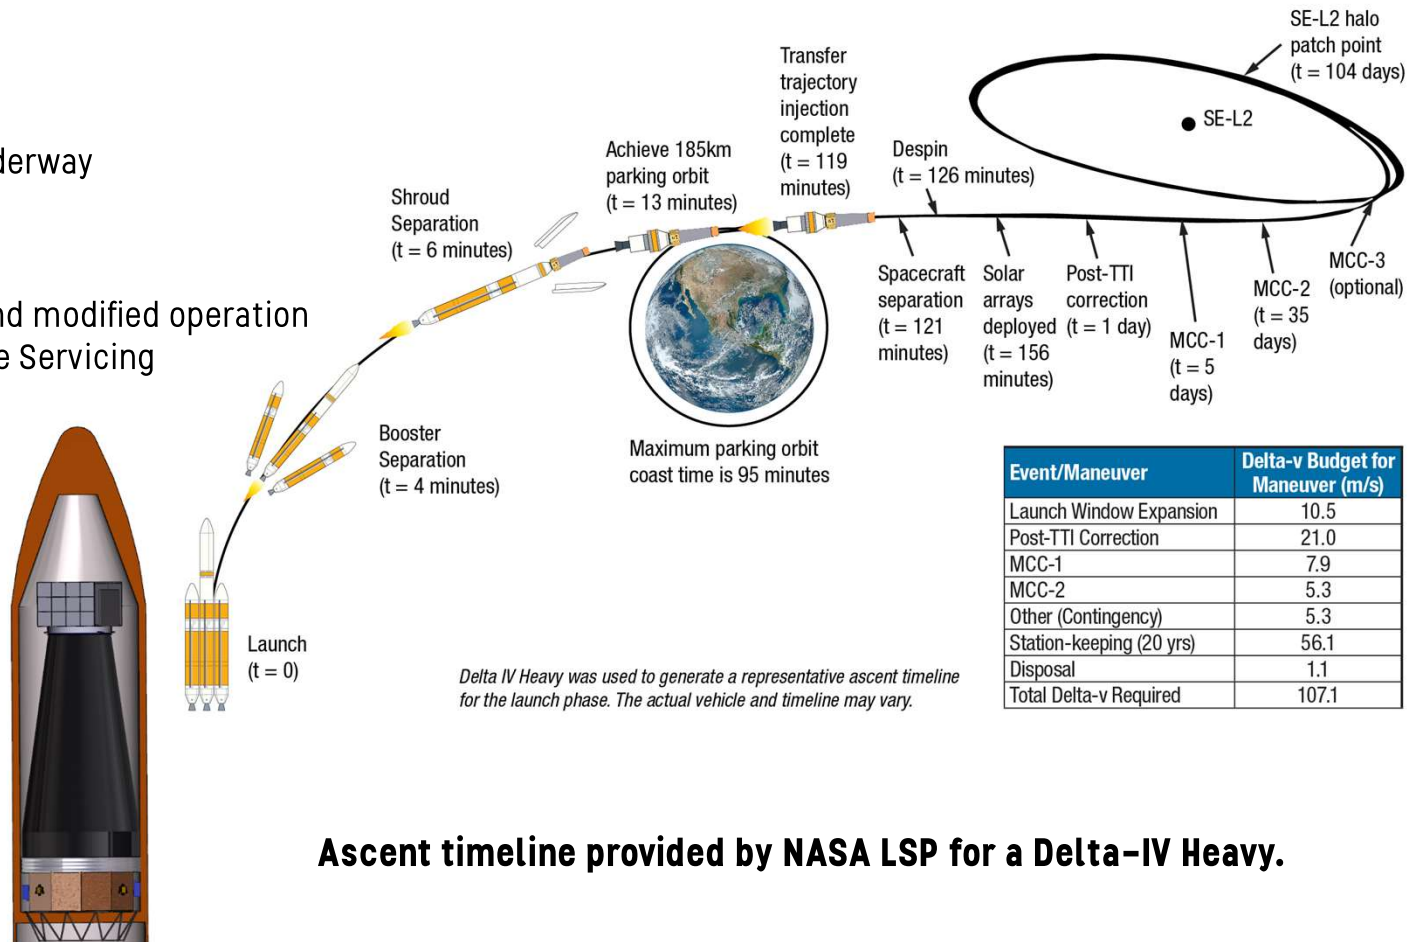 derway
nd modified operation
e Servicing
Launch
(t = 0)
Booster
Separation
(t = 4 minutes)
Shroud
Separation
(t = 6 minutes)
Achieve 185km
parking orbit
(t = 13 minutes)
Maximum parking orbit
coast time is 95 minutes
Transfer
trajectory
injection
complete
(t = 119
minutes)
Spacecraft
separation
(t = 121
minutes)
Despin
(t = 126 minutes)
Solar
arrays
deployed
(t = 156
minutes)
Post-TTI
correction
(t = 1 day)
MCC-1
(t = 5
days)
MCC-2
(t = 35
days)
MCC-3
(optional)
SE-L2 halo
patch point
(t = 104 days)
SE-L2
Event/Maneuver Delta-v Budget for
Maneuver (m/s)
Launch Window Expansion 10.5
Post-TTI Correction 21.0
MCC-1 7.9
MCC-2 5.3
Other (Contingency) 5.3
Station-keeping (20 yrs) 56.1
Disposal 1.1
Total Delta-v Required 107.1
Delta IV Heavy was used to generate a representative ascent timeline
for the launch phase. The actual vehicle and timeline may vary.
Ascent timeline provided by NASA LSP for a Delta-IV Heavy.